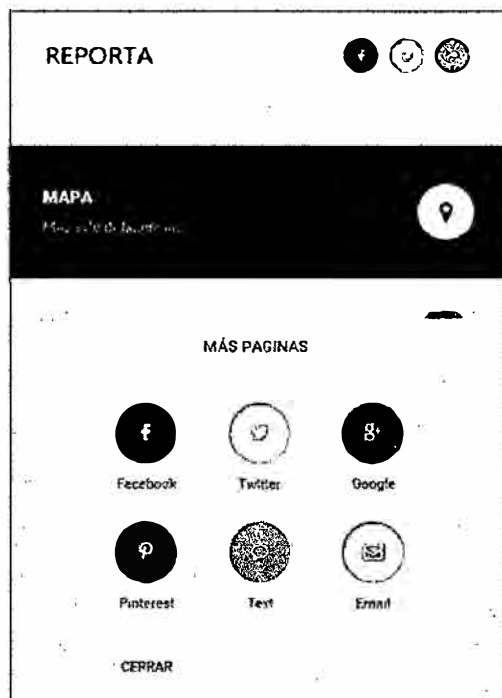 REPORTA
MAPA
MÁS PAGINAS
Facebook Twitter Google
Pinterest Text Email
CERRAR